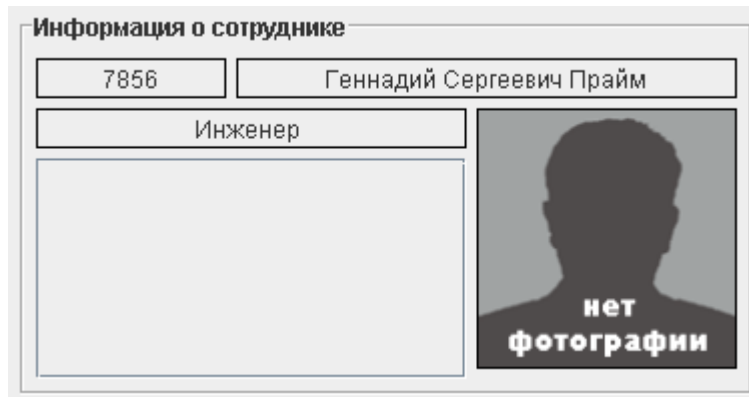 Информация о сотруднике
7856 Геннадий Сергеевич Прайм
Инженер
нет
фотографии